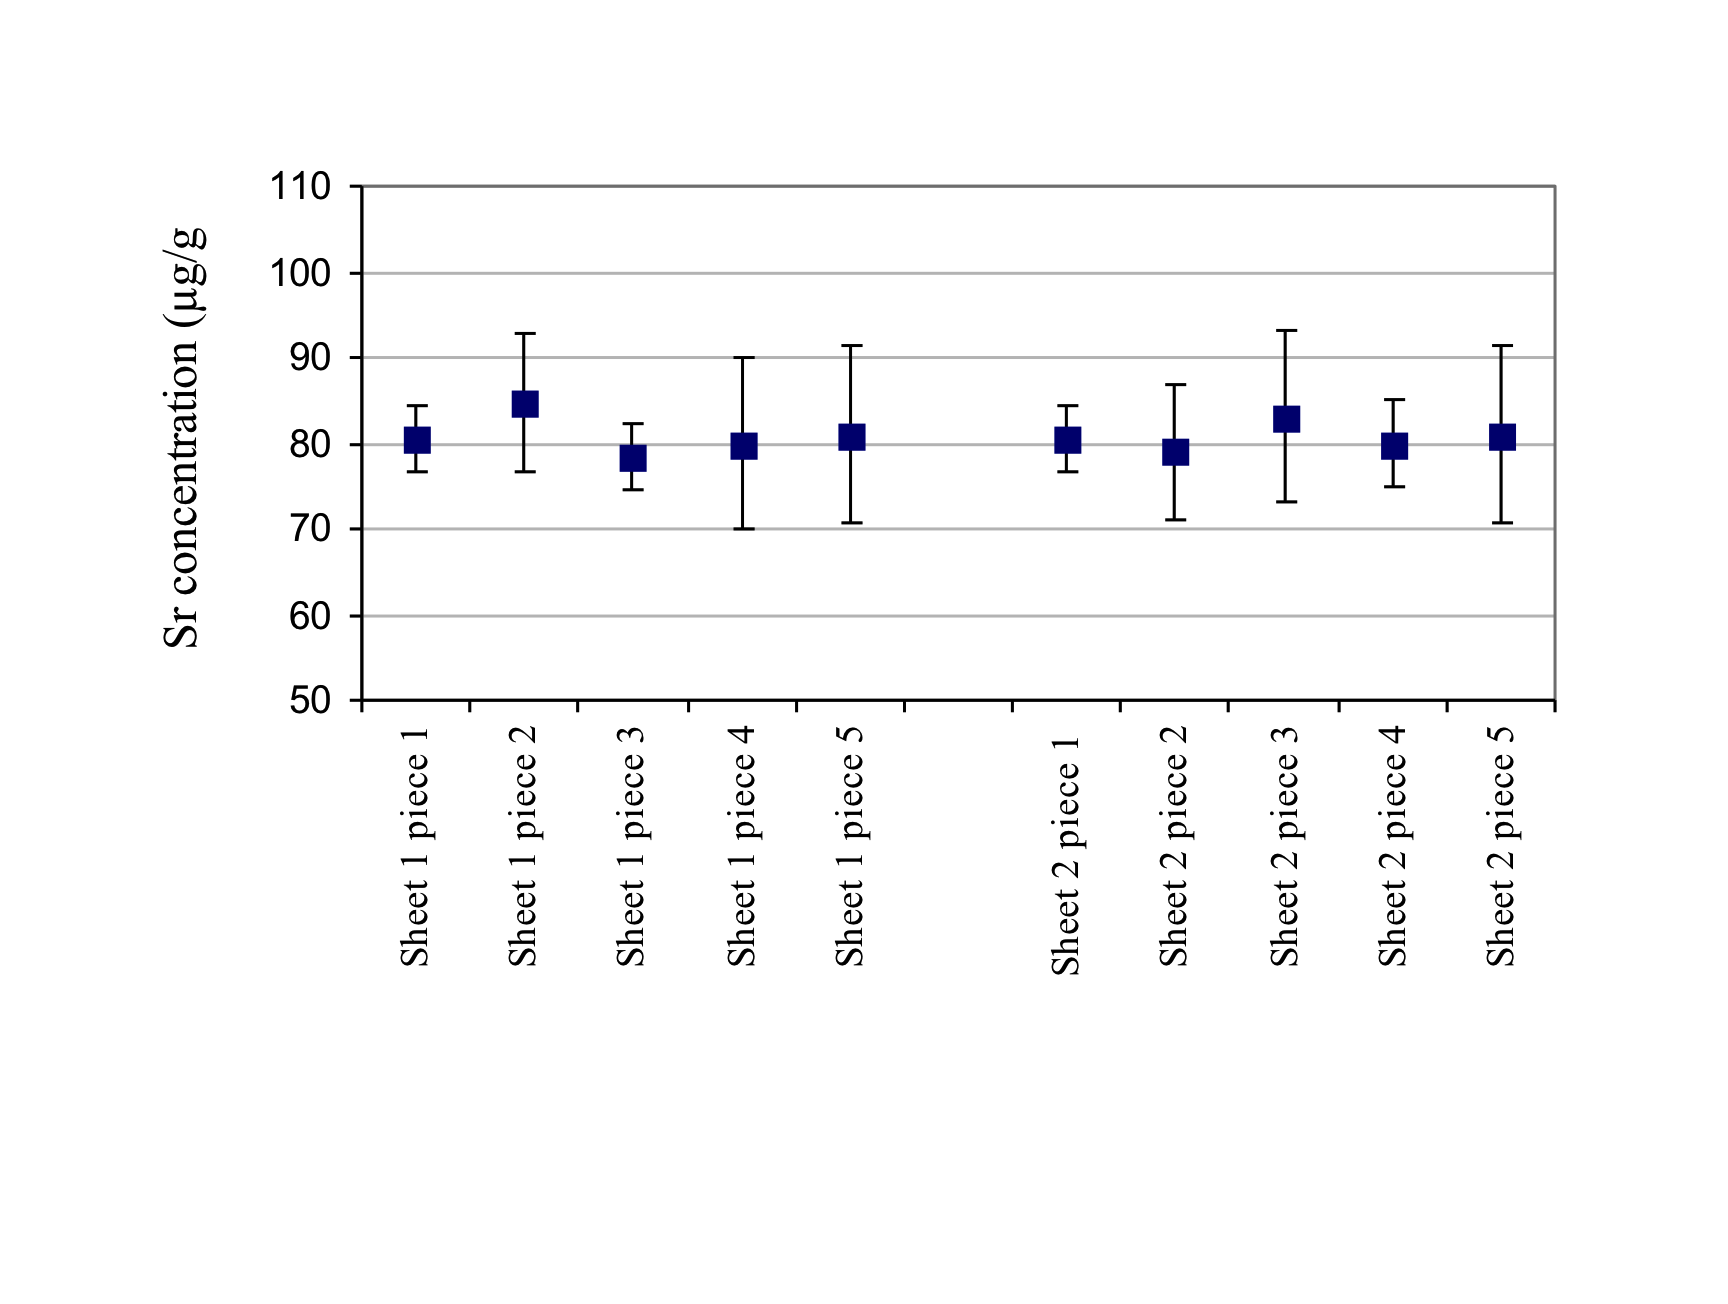 Sr concentration (µg/g
110
100
90
80
70
60
50
Sheet 1 piece 1
Sheet 1 piece 2
Sheet 1 piece 3
Sheet 1 piece 4
Sheet 1 piece 5
Sheet 2 piece 1
Sheet 2 piece 2
Sheet 2 piece 3
Sheet 2 piece 4
Sheet 2 piece 5